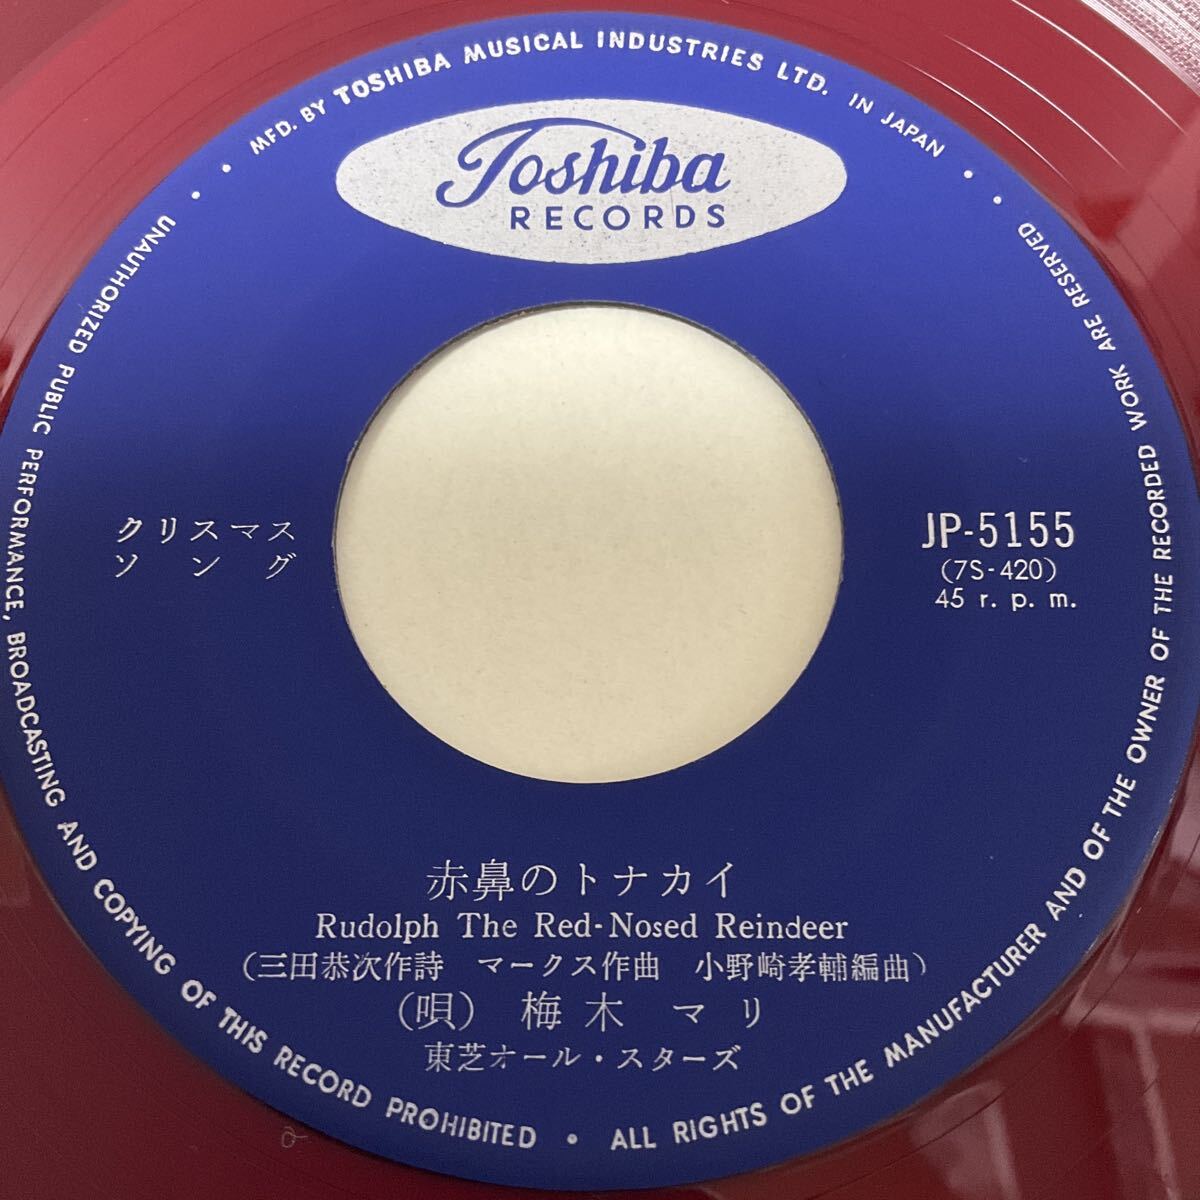 MFD. BY TOSHIBA MUSICAL INDUSTRIES LTD. IN JAPAN
Toshiba
RECORDS
クリスマス
ソング
JP-5155
(7S-420)
45 r. p. m.
赤鼻のトナカイ
Rudolph The Red-Nosed Reindeer
(三田恭次作詩 マークス作曲 小野崎孝輔編曲)
(唄) 梅木 マリ
東芝オール・スターズ
UNAUTHORIZED PUBLIC PERFORMANCE, BROADCASTING AND COPYING OF THIS RECORD PROHIBITED • ALL RIGHTS OF THE MANUFACTURER AND OF THE OWNER OF THE RECORDED WORK ARE RESERVED